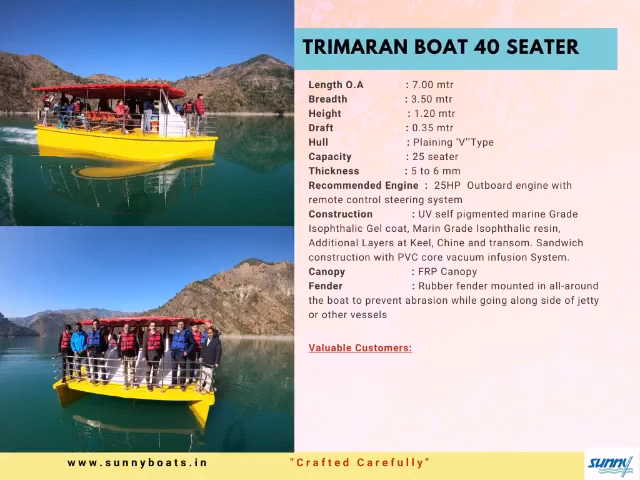 TRIMARAN BOAT 40 SEATER
Length O.A : 7.00 mtr
Breadth : 3.50 mtr
Height : 1.20 mtr
Draft : 0.35 mtr
Hull : Plaining 'V''Type
Capacity : 25 seater
Thickness : 5 to 6 mm
Recommended Engine : 25HP Outboard engine with
remote control steering system
Construction : UV self pigmented marine Grade
Isophthalic Gel coat, Marin Grade Isophthalic resin,
Additional Layers at Keel, Chine and transom. Sandwich
construction with PVC core vacuum infusion System.
Canopy : FRP Canopy
Fender : Rubber fender mounted in all-around
the boat to prevent abrasion while going along side of jetty
or other vessels
Valuable Customers:
www.sunnyboats.in "Crafted Carefully"
sunny